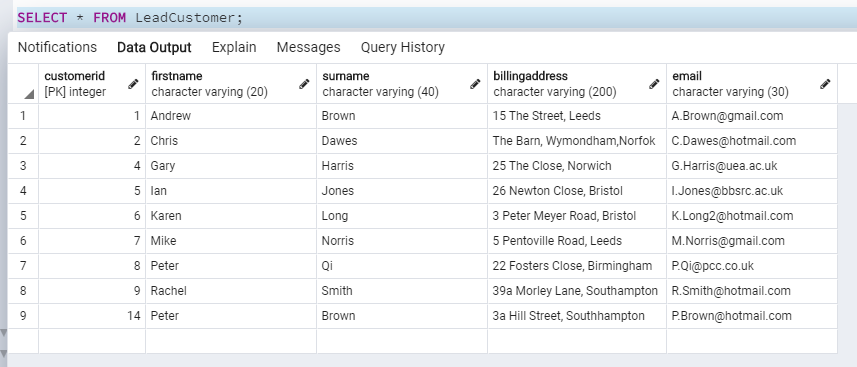 SELECT * FROM LeadCustomer;
Notifications Data Output Explain Messages Query History
customerid firstname surname billingaddress email
[PK] integer character varying (20) character varying (40) character varying (200) character varying (30)
1 1 Andrew Brown 15 The Street, Leeds A.Brown@gmail.com
2 2 Chris Dawes The Barn, Wymondham,Norfok C.Dawes@hotmail.com
3 4 Gary Harris 25 The Close, Norwich G.Harris@uea.ac.uk
4 5 Ian Jones 26 Newton Close, Bristol I.Jones@bbsrc.ac.uk
5 6 Karen Long 3 Peter Meyer Road, Bristol K.Long2@hotmail.com
6 7 Mike Norris 5 Pentoville Road, Leeds M.Norris@gmail.com
7 8 Peter Qi 22 Fosters Close, Birmingham P.Qi@pcc.co.uk
8 9 Rachel Smith 39a Morley Lane, Southampton R.Smith@hotmail.com
9 14 Peter Brown 3a Hill Street, Southhampton P.Brown@hotmail.com